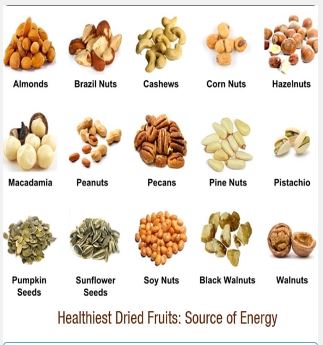 Almonds
Brazil Nuts
Cashews
Corn Nuts
Hazelnuts
Macadamia
Peanuts
Pecans
Pine Nuts
Pistachio
Pumpkin
Seeds
Sunflower
Seeds
Soy Nuts
Black Walnuts
Walnuts
Healthiest Dried Fruits: Source of Energy